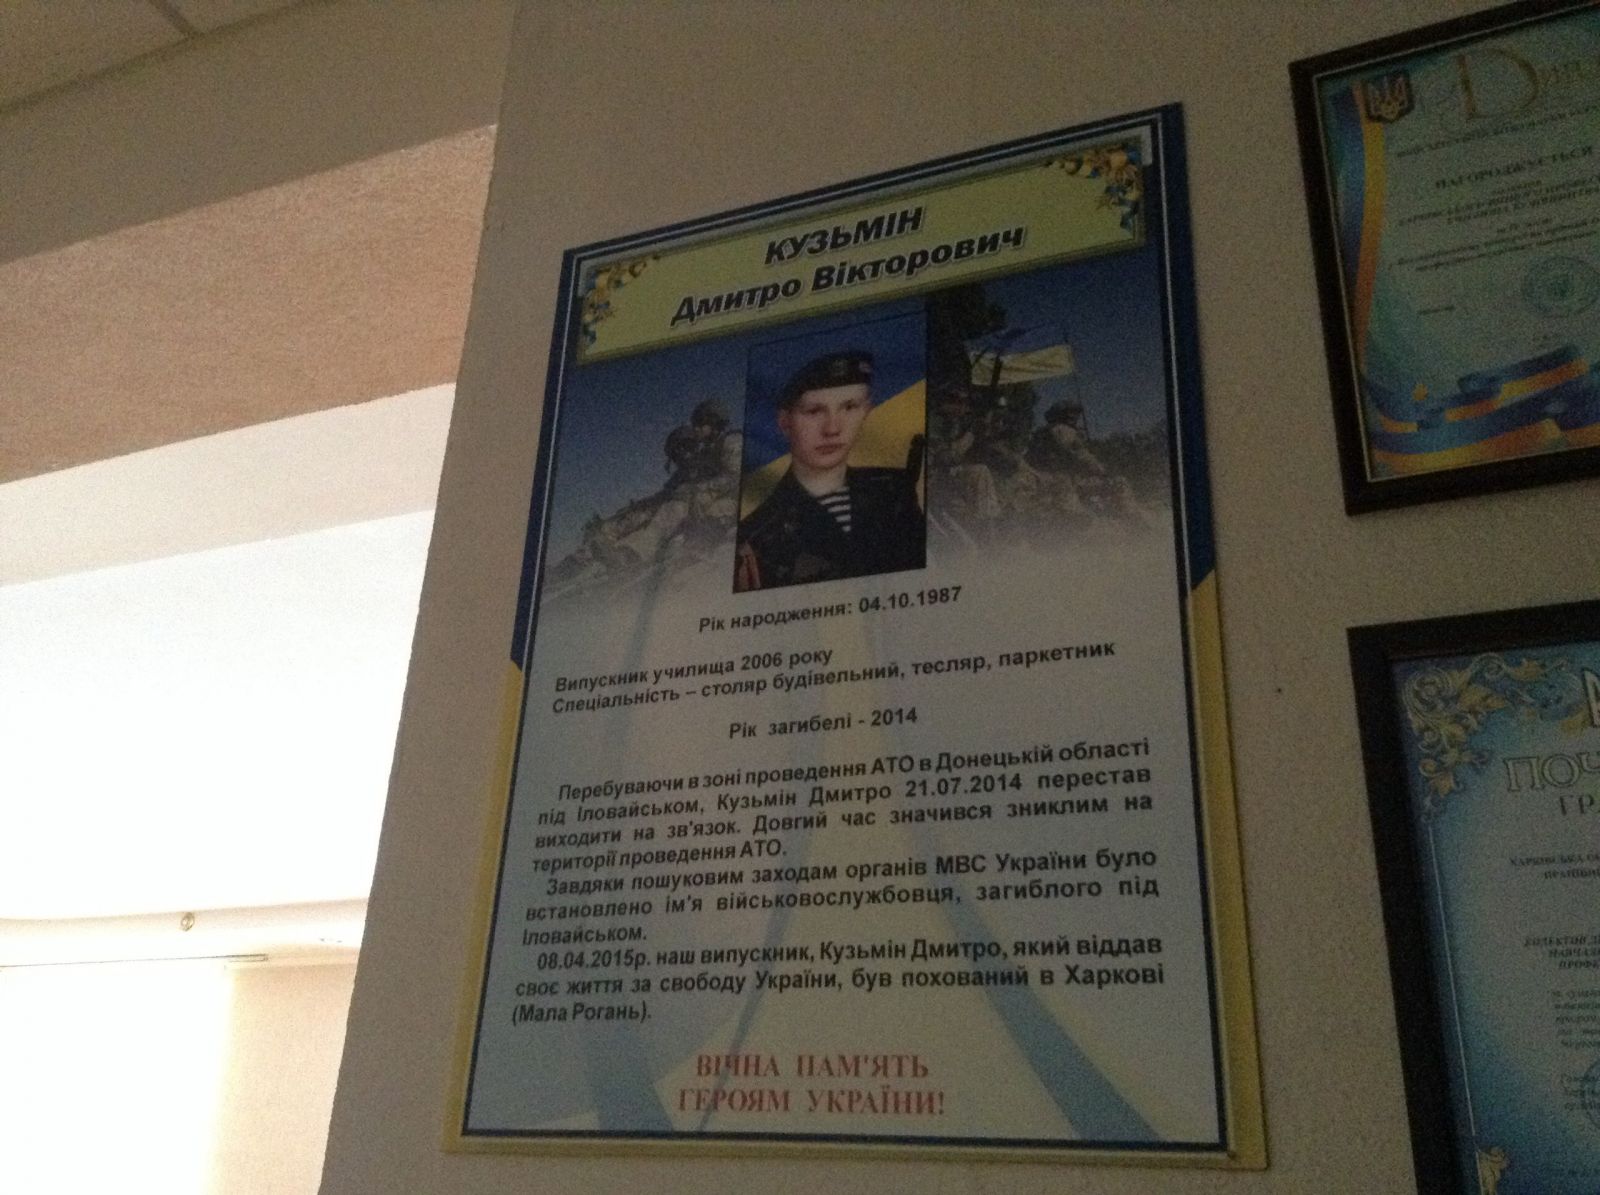 КУЗЬМІН
Дмитро Вікторович
Рік народження: 04.10.1987
Випускник училища 2006 року
Спеціальність – столяр будівельний, тесляр, паркетник
Рік загибелі - 2014
Перебуваючи в зоні проведення АТО в Донецькій області
під Іловайськом, Кузьмін Дмитро 21.07.2014 перестав
виходити на зв'язок. Довгий час значився зниклим на
території проведення АТО.
Завдяки пошуковим заходам органів МВС України було
встановлено ім'я військовослужбовця, загиблого під
Іловайськом.
08.04.2015р. наш випускник, Кузьмін Дмитро, який віддав
своє життя за свободу України, був похований в Харкові
(Мала Рогань).
ВІЧНА ПАМ'ЯТЬ
ГЕРОЯМ УКРАЇНИ!
НАГОРОДЖУЄТЬСЯ